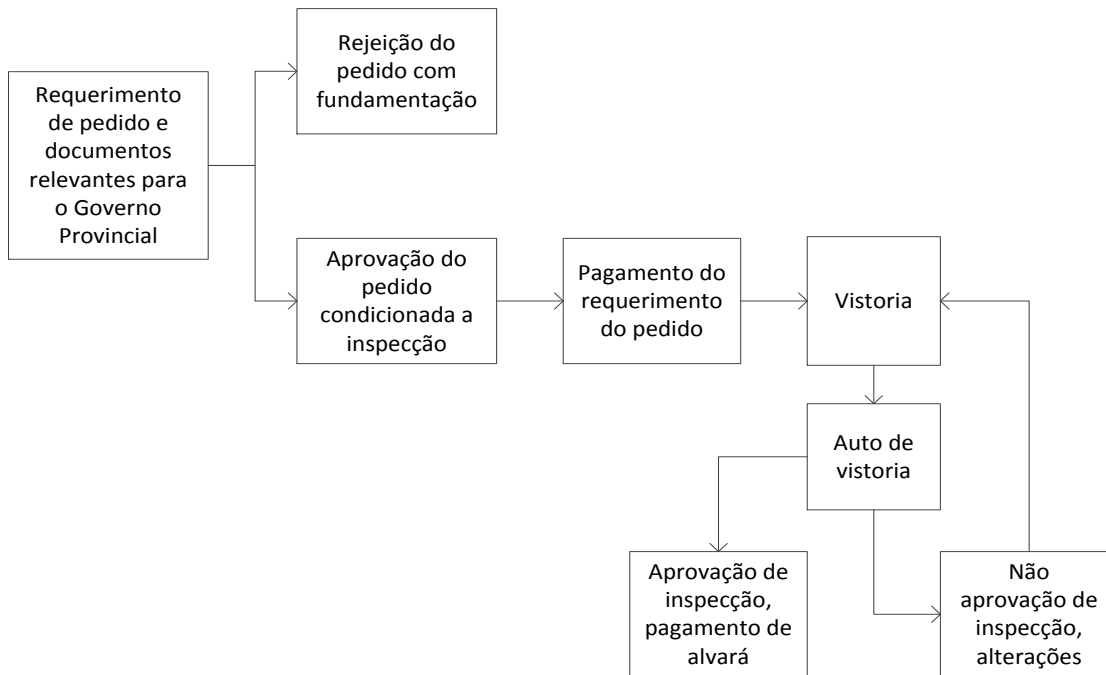 Requerimento
de pedido e
documentos
relevantes para
o Governo
Provincial
Rejeição do
pedido com
fundamentação
Aprovação do
pedido
condicionada a
inspecção
Pagamento do
requerimento
do pedido
Vistoria
Auto de
vistoria
Aprovação de
inspecção,
pagamento de
alvará
Não
aprovação de
inspecção,
alterações